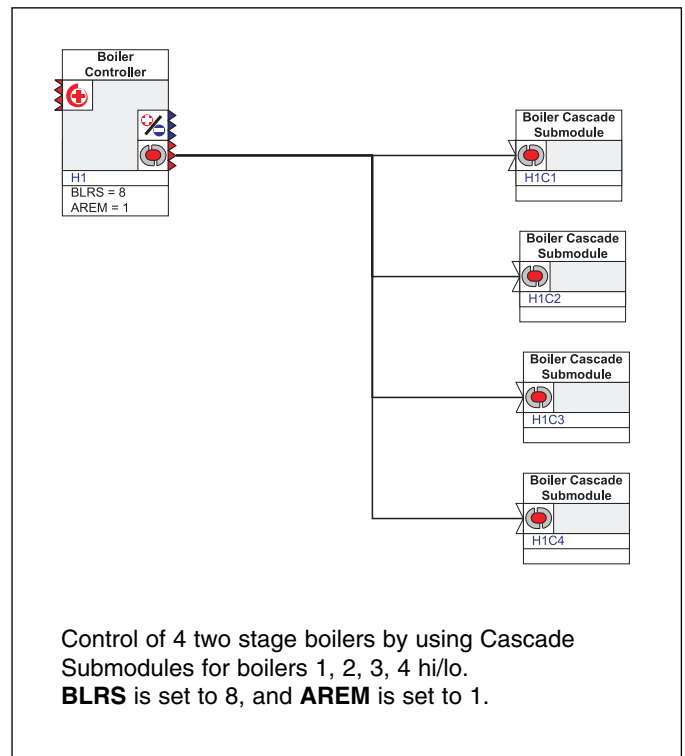 Boiler
Controller
H1
BLRS = 8
AREM = 1
Boiler Cascade
Submodule
H1C1
Boiler Cascade
Submodule
H1C2
Boiler Cascade
Submodule
H1C3
Boiler Cascade
Submodule
H1C4
Control of 4 two stage boilers by using Cascade
Submodules for boilers 1, 2, 3, 4 hi/lo.
BLRS is set to 8, and AREM is set to 1.